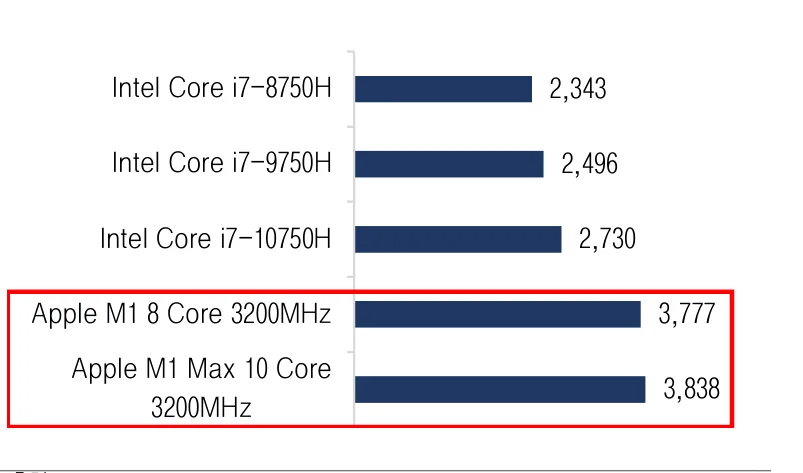 Intel Core i7-8750H 2,343
Intel Core i7-9750H 2,496
Intel Core i7-10750H 2,730
Apple M1 8 Core 3200MHz 3,777
Apple M1 Max 10 Core
3200MHz
3,838